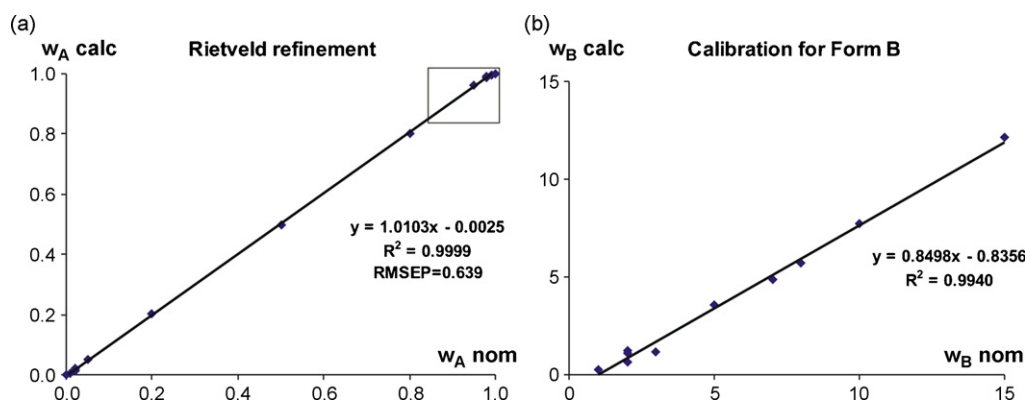 (a)
w_A calc
Rietveld refinement
1.0
0.8
0.6
0.4
0.2
0.0
y = 1.0103x - 0.0025
R² = 0.9999
RMSEP=0.639
w_A nom
0.0 0.2 0.4 0.6 0.8 1.0
(b)
w_B calc
Calibration for Form B
15
10
5
0
y = 0.8498x - 0.8356
R² = 0.9940
w_B nom
0 5 10 15